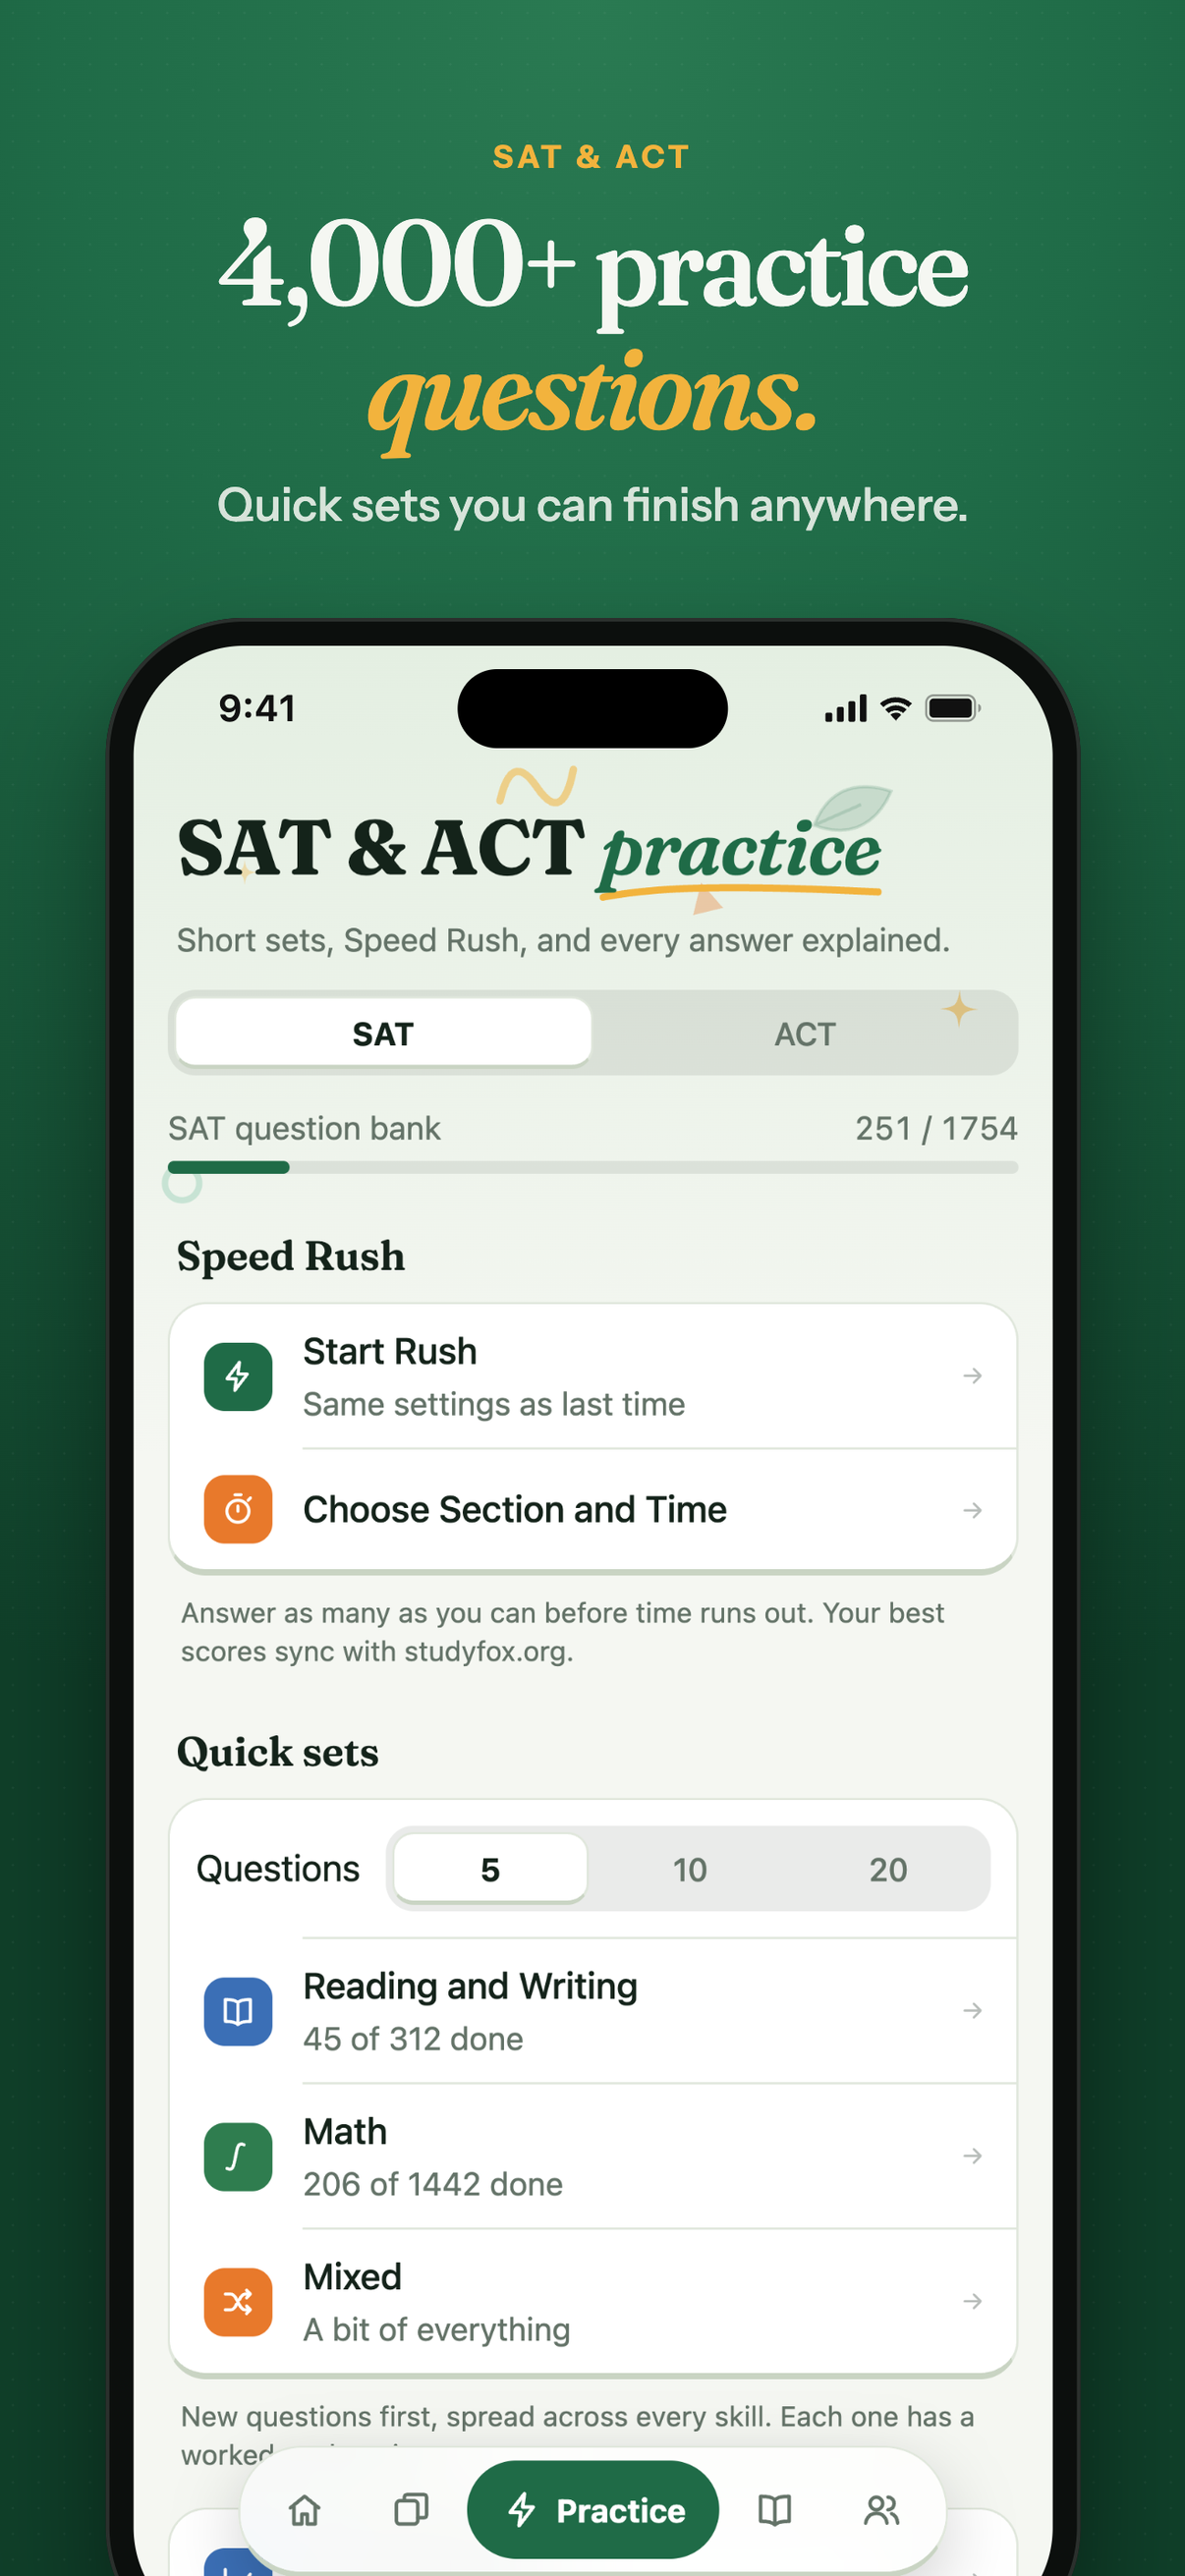 SAT & ACT
4,000+ practice
questions.
Quick sets you can finish anywhere.
9:41
SAT & ACT practice
Short sets, Speed Rush, and every answer explained.
SAT ACT
SAT question bank 251 / 1754
Speed Rush
Start Rush
Same settings as last time
Choose Section and Time
Answer as many as you can before time runs out. Your best
scores sync with studyfox.org.
Quick sets
Questions 5 10 20
Reading and Writing
45 of 312 done
Math
206 of 1442 done
Mixed
A bit of everything
New questions first, spread across every skill. Each one has a
worked
Practice